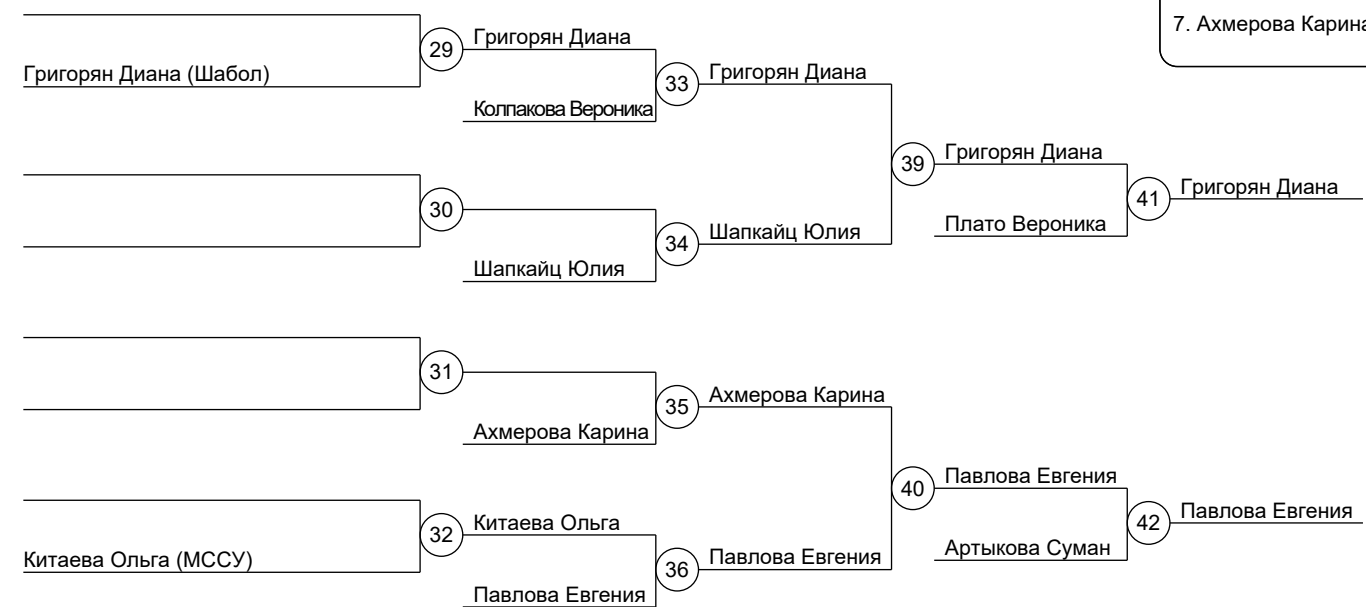 7. Ахмерова Карина
Григорян Диана
29
Григорян Диана (Шабол)
Григорян Диана
33
Колпакова Вероника
Григорян Диана
39
30
Григорян Диана
41
Шапкайц Юлия
Плато Вероника
34
Шапкайц Юлия
31
Ахмерова Карина
35
Ахмерова Карина
Павлова Евгения
40
Павлова Евгения
42
Китаева Ольга
32
Артыкова Суман
Китаева Ольга (МССУ)
Павлова Евгения
36
Павлова Евгения